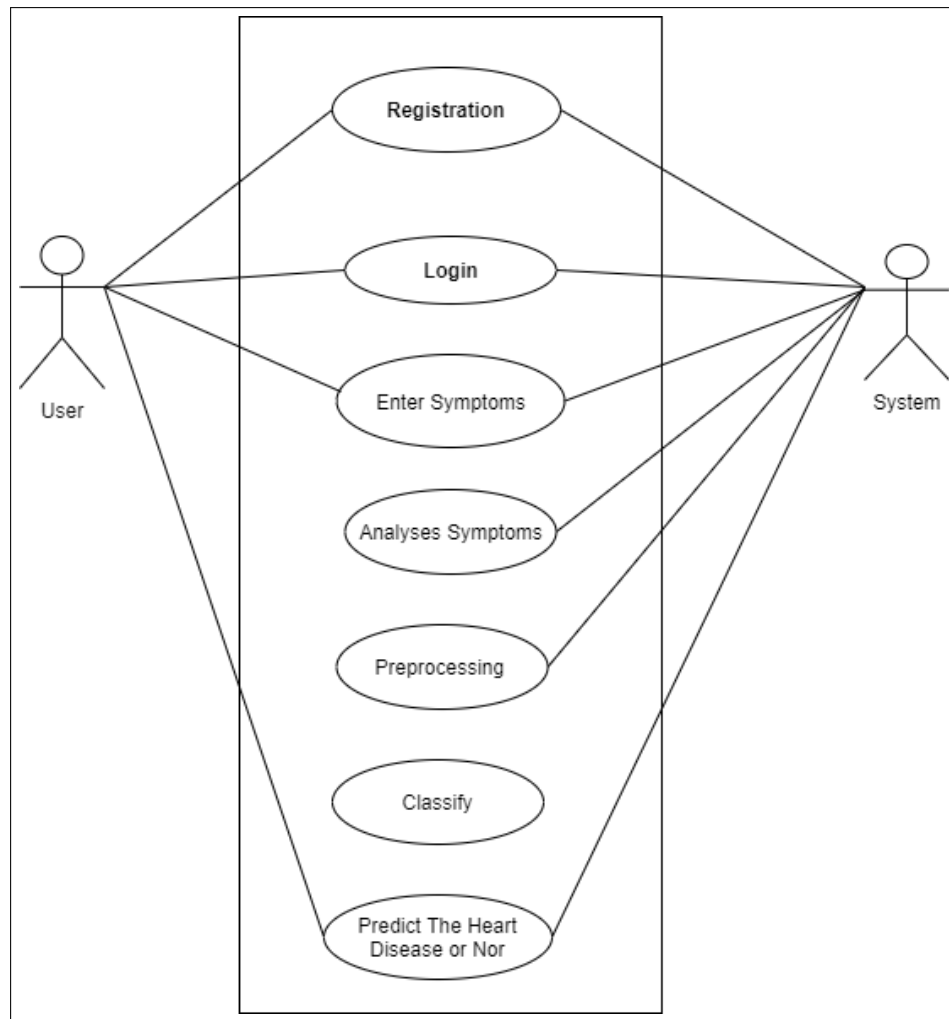 Registration
Login
Enter Symptoms
User
System
Analyses Symptoms
Preprocessing
Classify
Predict The Heart
Disease or Nor